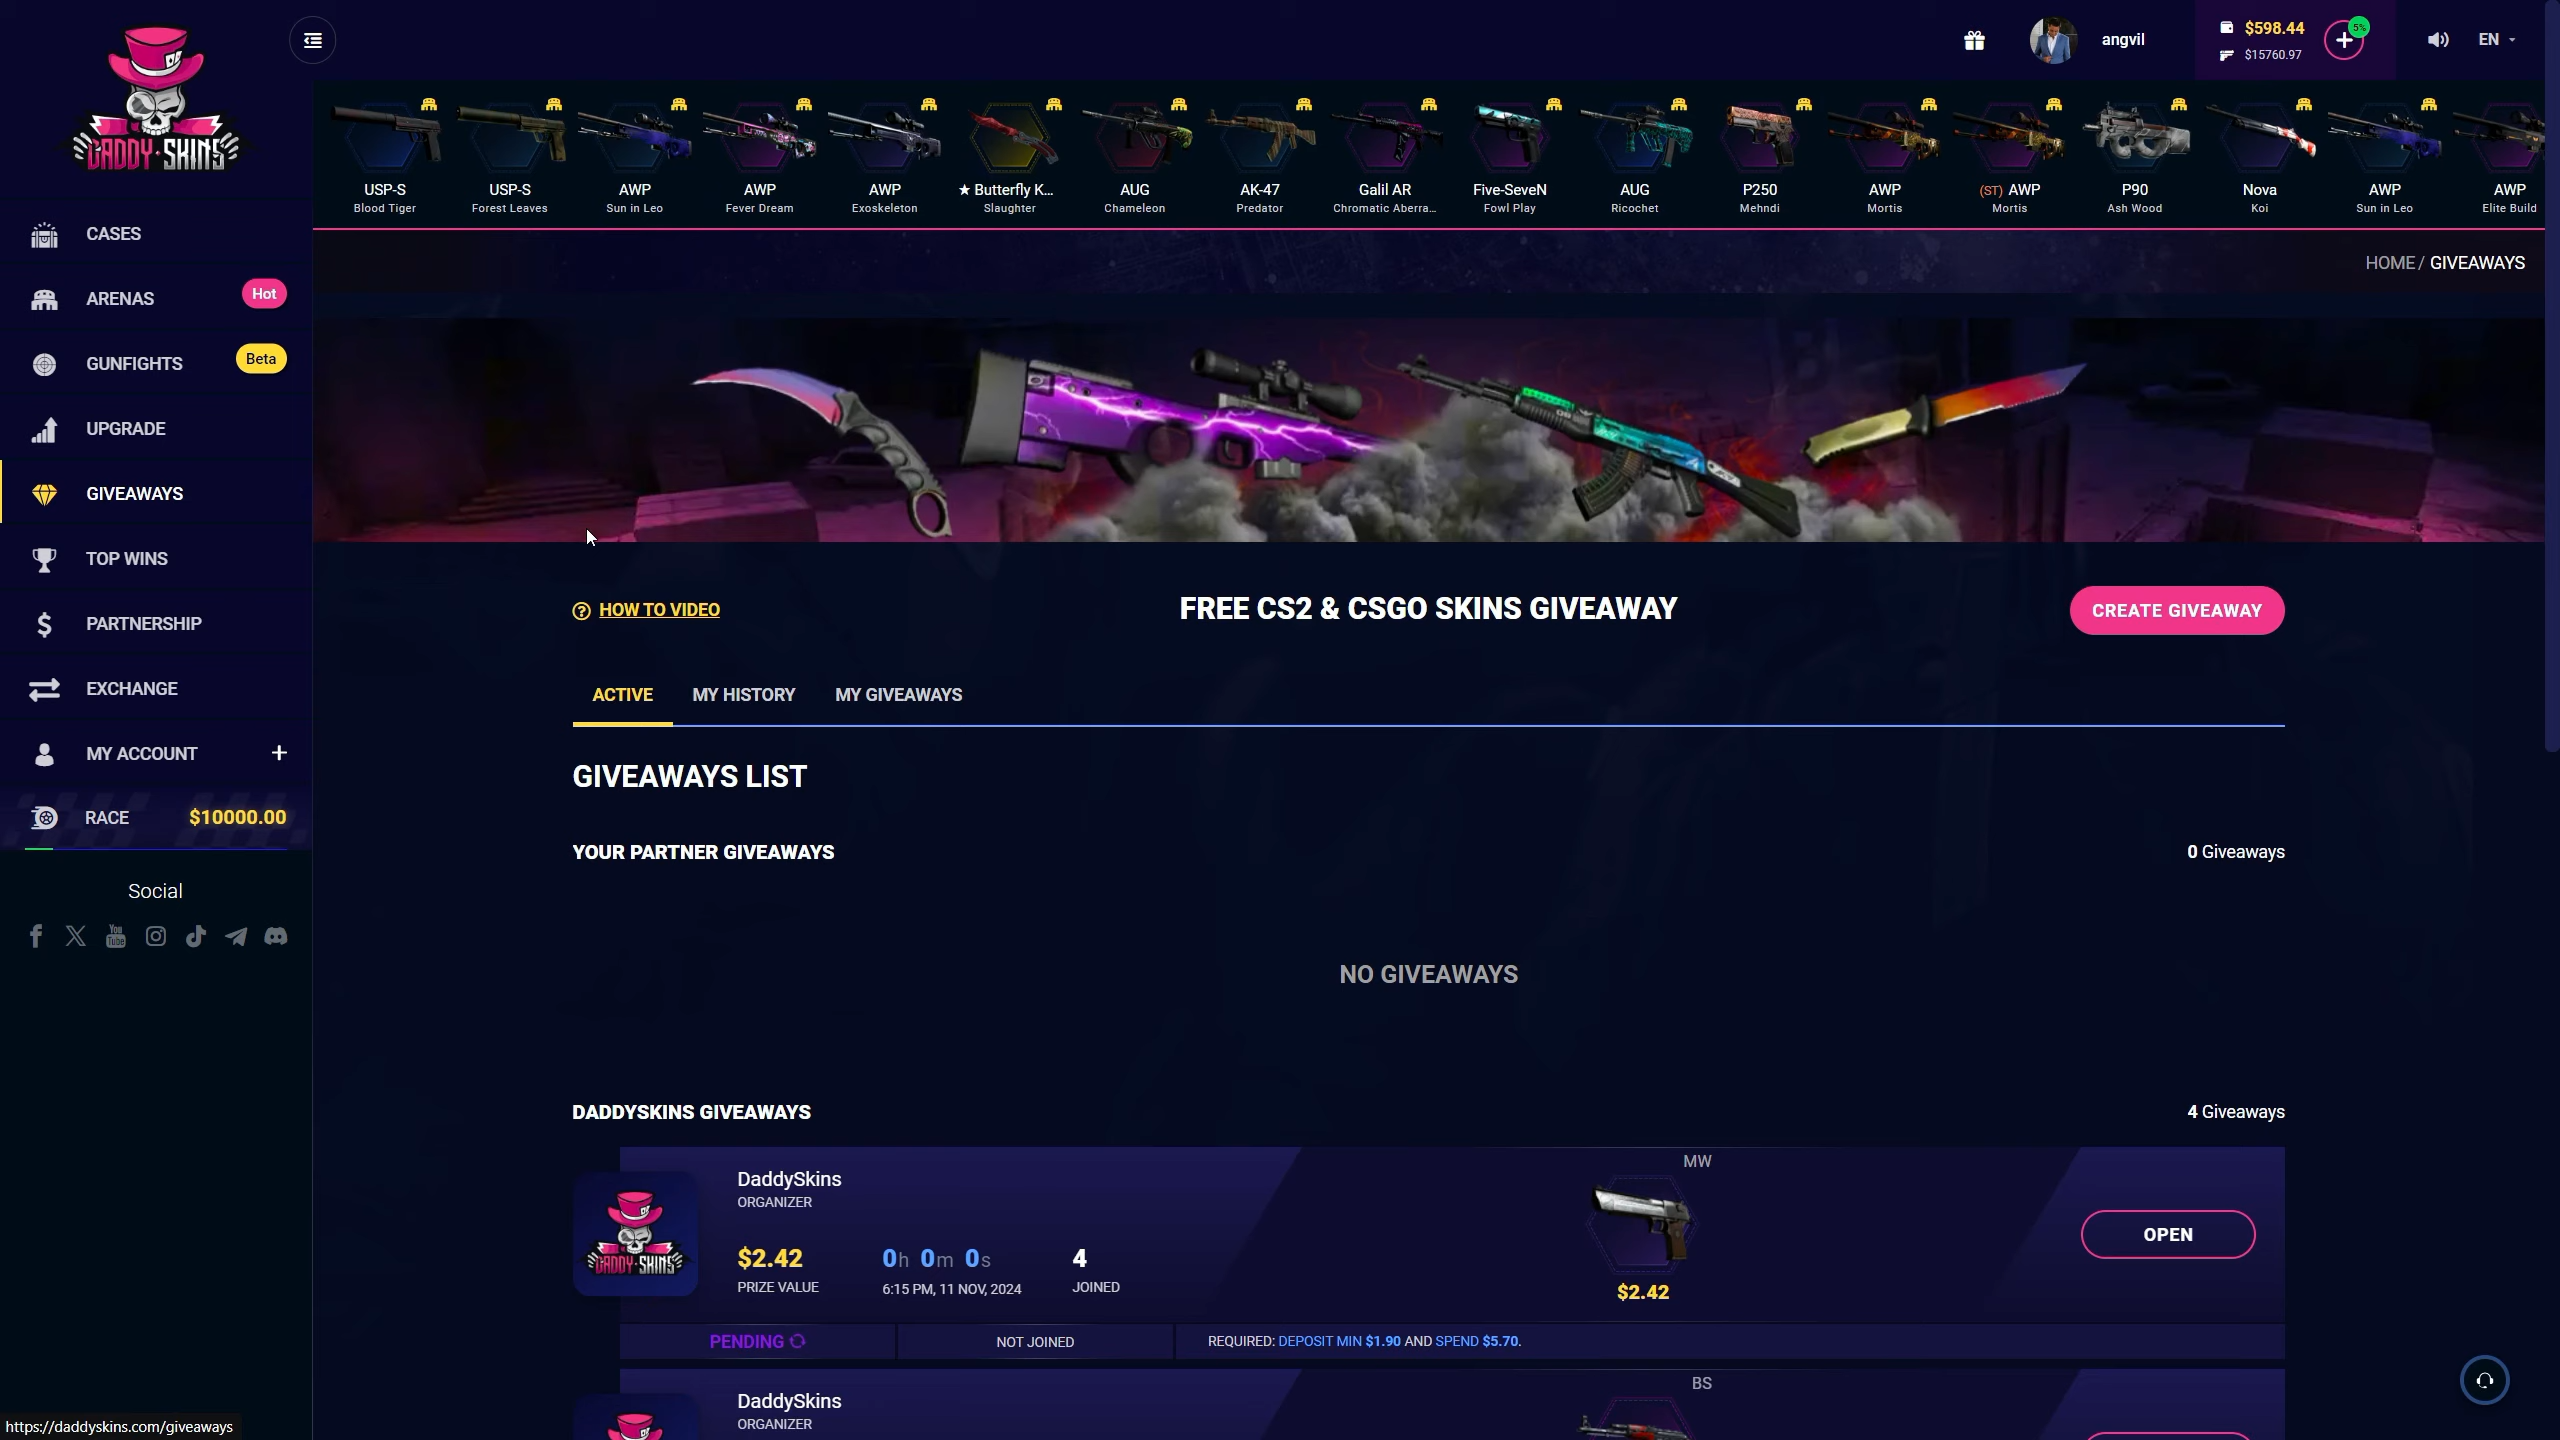 DADDY SKINS
angvil
$598.44
$15760.97
5%
EN
USP-S
Blood Tiger
USP-S
Forest Leaves
AWP
Sun in Leo
AWP
Fever Dream
AWP
Exoskeleton
★ Butterfly K...
Slaughter
AUG
Chameleon
AK-47
Predator
Galil AR
Chromatic Aberra...
Five-SeveN
Fowl Play
AUG
Ricochet
P250
Mehndi
AWP
Mortis
(ST) AWP
Mortis
P90
Ash Wood
Nova
Koi
AWP
Sun in Leo
AWP
Elite Build
CASES
ARENAS Hot
GUNFIGHTS Beta
UPGRADE
GIVEAWAYS
TOP WINS
PARTNERSHIP
EXCHANGE
MY ACCOUNT +
RACE $10000.00
Social
HOME / GIVEAWAYS
HOW TO VIDEO
FREE CS2 & CSGO SKINS GIVEAWAY
CREATE GIVEAWAY
ACTIVE MY HISTORY MY GIVEAWAYS
GIVEAWAYS LIST
YOUR PARTNER GIVEAWAYS
0 Giveaways
NO GIVEAWAYS
DADDYSKINS GIVEAWAYS
4 Giveaways
DADDY SKINS
DaddySkins
ORGANIZER
$2.42
PRIZE VALUE
0h 0m 0s
6:15 PM, 11 NOV, 2024
4
JOINED
MW
$2.42
OPEN
PENDING
NOT JOINED
REQUIRED: DEPOSIT MIN $1.90 AND SPEND $5.70.
DaddySkins
ORGANIZER
BS
https://daddyskins.com/giveaways